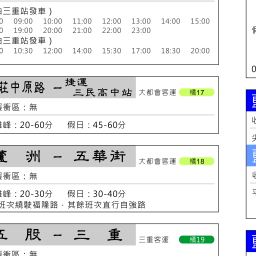 三重站發車）
09:00 10:00 11:00 12:00 13:00 14:00 15:00
19:00 20:00 21:00 22:00 23:00
三重站發車）
10:30 12:00 14:00 15:30 17:00 18:30 20:00
莊中原路－捷運三民高中站 大都會客運 橘17
緩衝區：無
尖峰：20-60分 假日：45-60分
蘆洲－五華街 大都會客運 橘18
緩衝區：無
尖峰：20-30分 假日：30-40分
班次繞駛福隆路，其餘班次直行自強路
五股－三重 三重客運 橘19
緩衝區：無